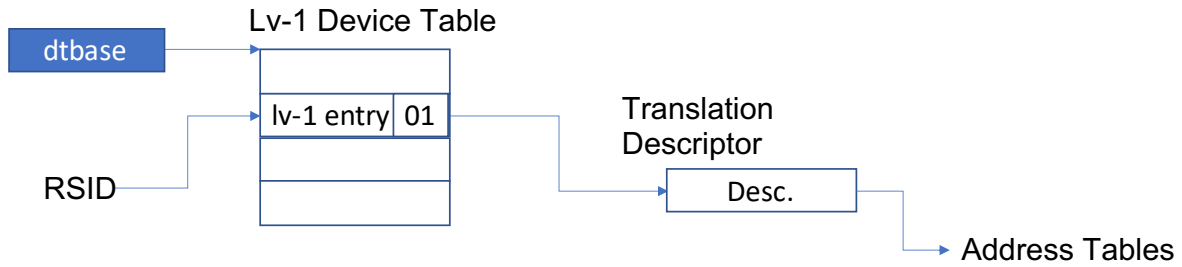 Lv-1 Device Table
dtbase
lv-1 entry 01
Translation
Descriptor
RSID
Desc.
Address Tables